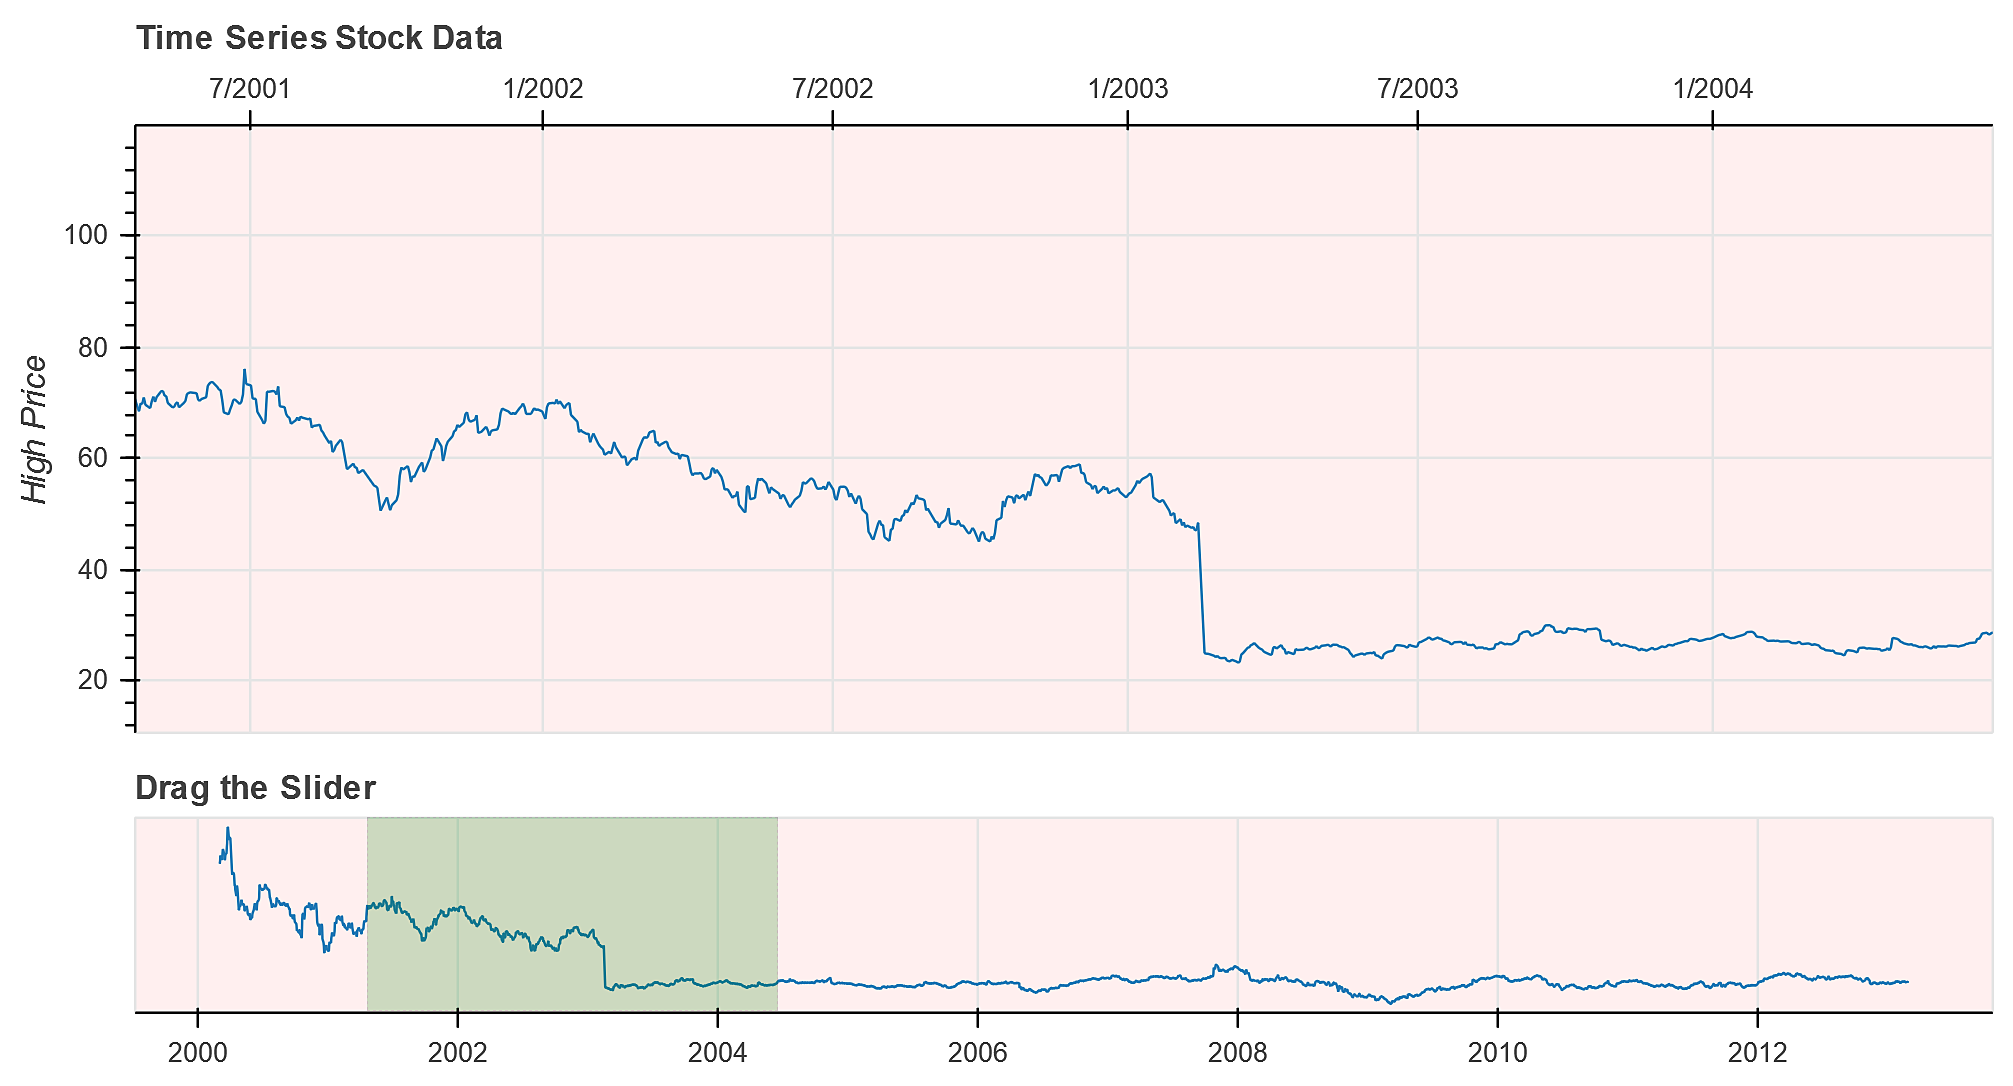 Time Series Stock Data
7/2001 1/2002 7/2002 1/2003 7/2003 1/2004
100
80
60
40
20
High Price
Drag the Slider
2000 2002 2004 2006 2008 2010 2012